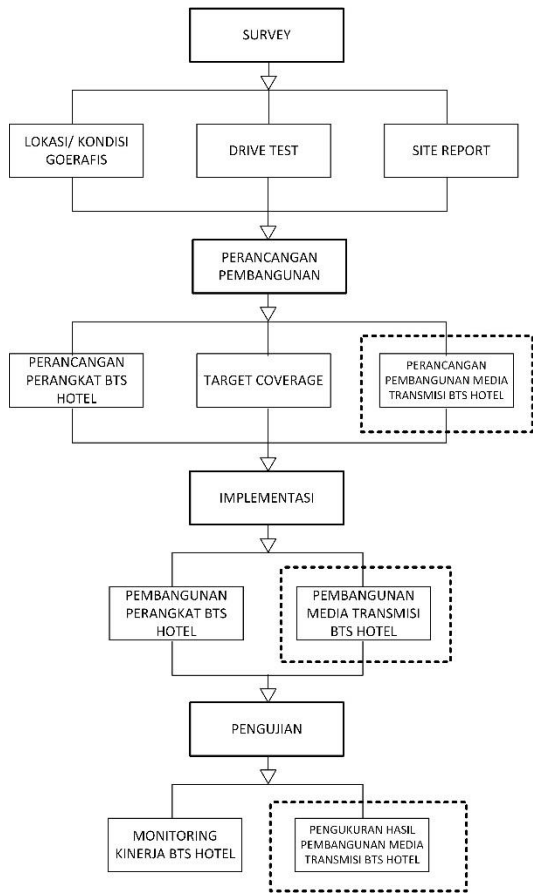 SURVEY
LOKASI/ KONDISI
GOERAFIS
DRIVE TEST
SITE REPORT
PERANCANGAN
PEMBANGUNAN
PERANCANGAN
PERANGKAT BTS
HOTEL
TARGET COVERAGE
PERANCANGAN
PEMBANGUNAN MEDIA
TRANSMISI BTS HOTEL
IMPLEMENTASI
PEMBANGUNAN
PERANGKAT BTS
HOTEL
PEMBANGUNAN
MEDIA TRANSMISI
BTS HOTEL
PENGUJIAN
MONITORING
KINERJA BTS HOTEL
PENGUKURAN HASIL
PEMBANGUNAN MEDIA
TRANSMISI BTS HOTEL